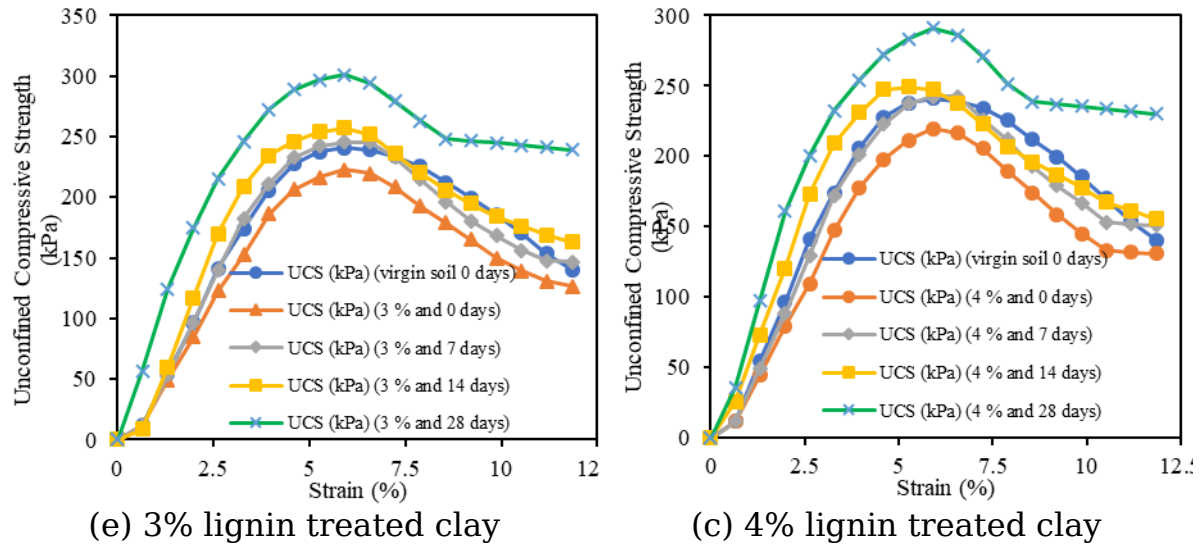 Unconfined Compressive Strength
(kPa)
350
300
250
200
150
100
50
0
UCS (kPa) (virgin soil 0 days)
UCS (kPa) (3 % and 0 days)
UCS (kPa) (3 % and 7 days)
UCS (kPa) (3 % and 14 days)
UCS (kPa) (3 % and 28 days)
0 2.5 5 7.5 10 12
Strain (%)
(e) 3% lignin treated clay
Unconfined Compressive Strength
(kPa)
300
250
200
150
100
50
0
UCS (kPa) (virgin soil 0 days)
UCS (kPa) (4 % and 0 days)
UCS (kPa) (4 % and 7 days)
UCS (kPa) (4 % and 14 days)
UCS (kPa) (4 % and 28 days)
0 2.5 5 7.5 10 12.5
Strain (%)
(c) 4% lignin treated clay